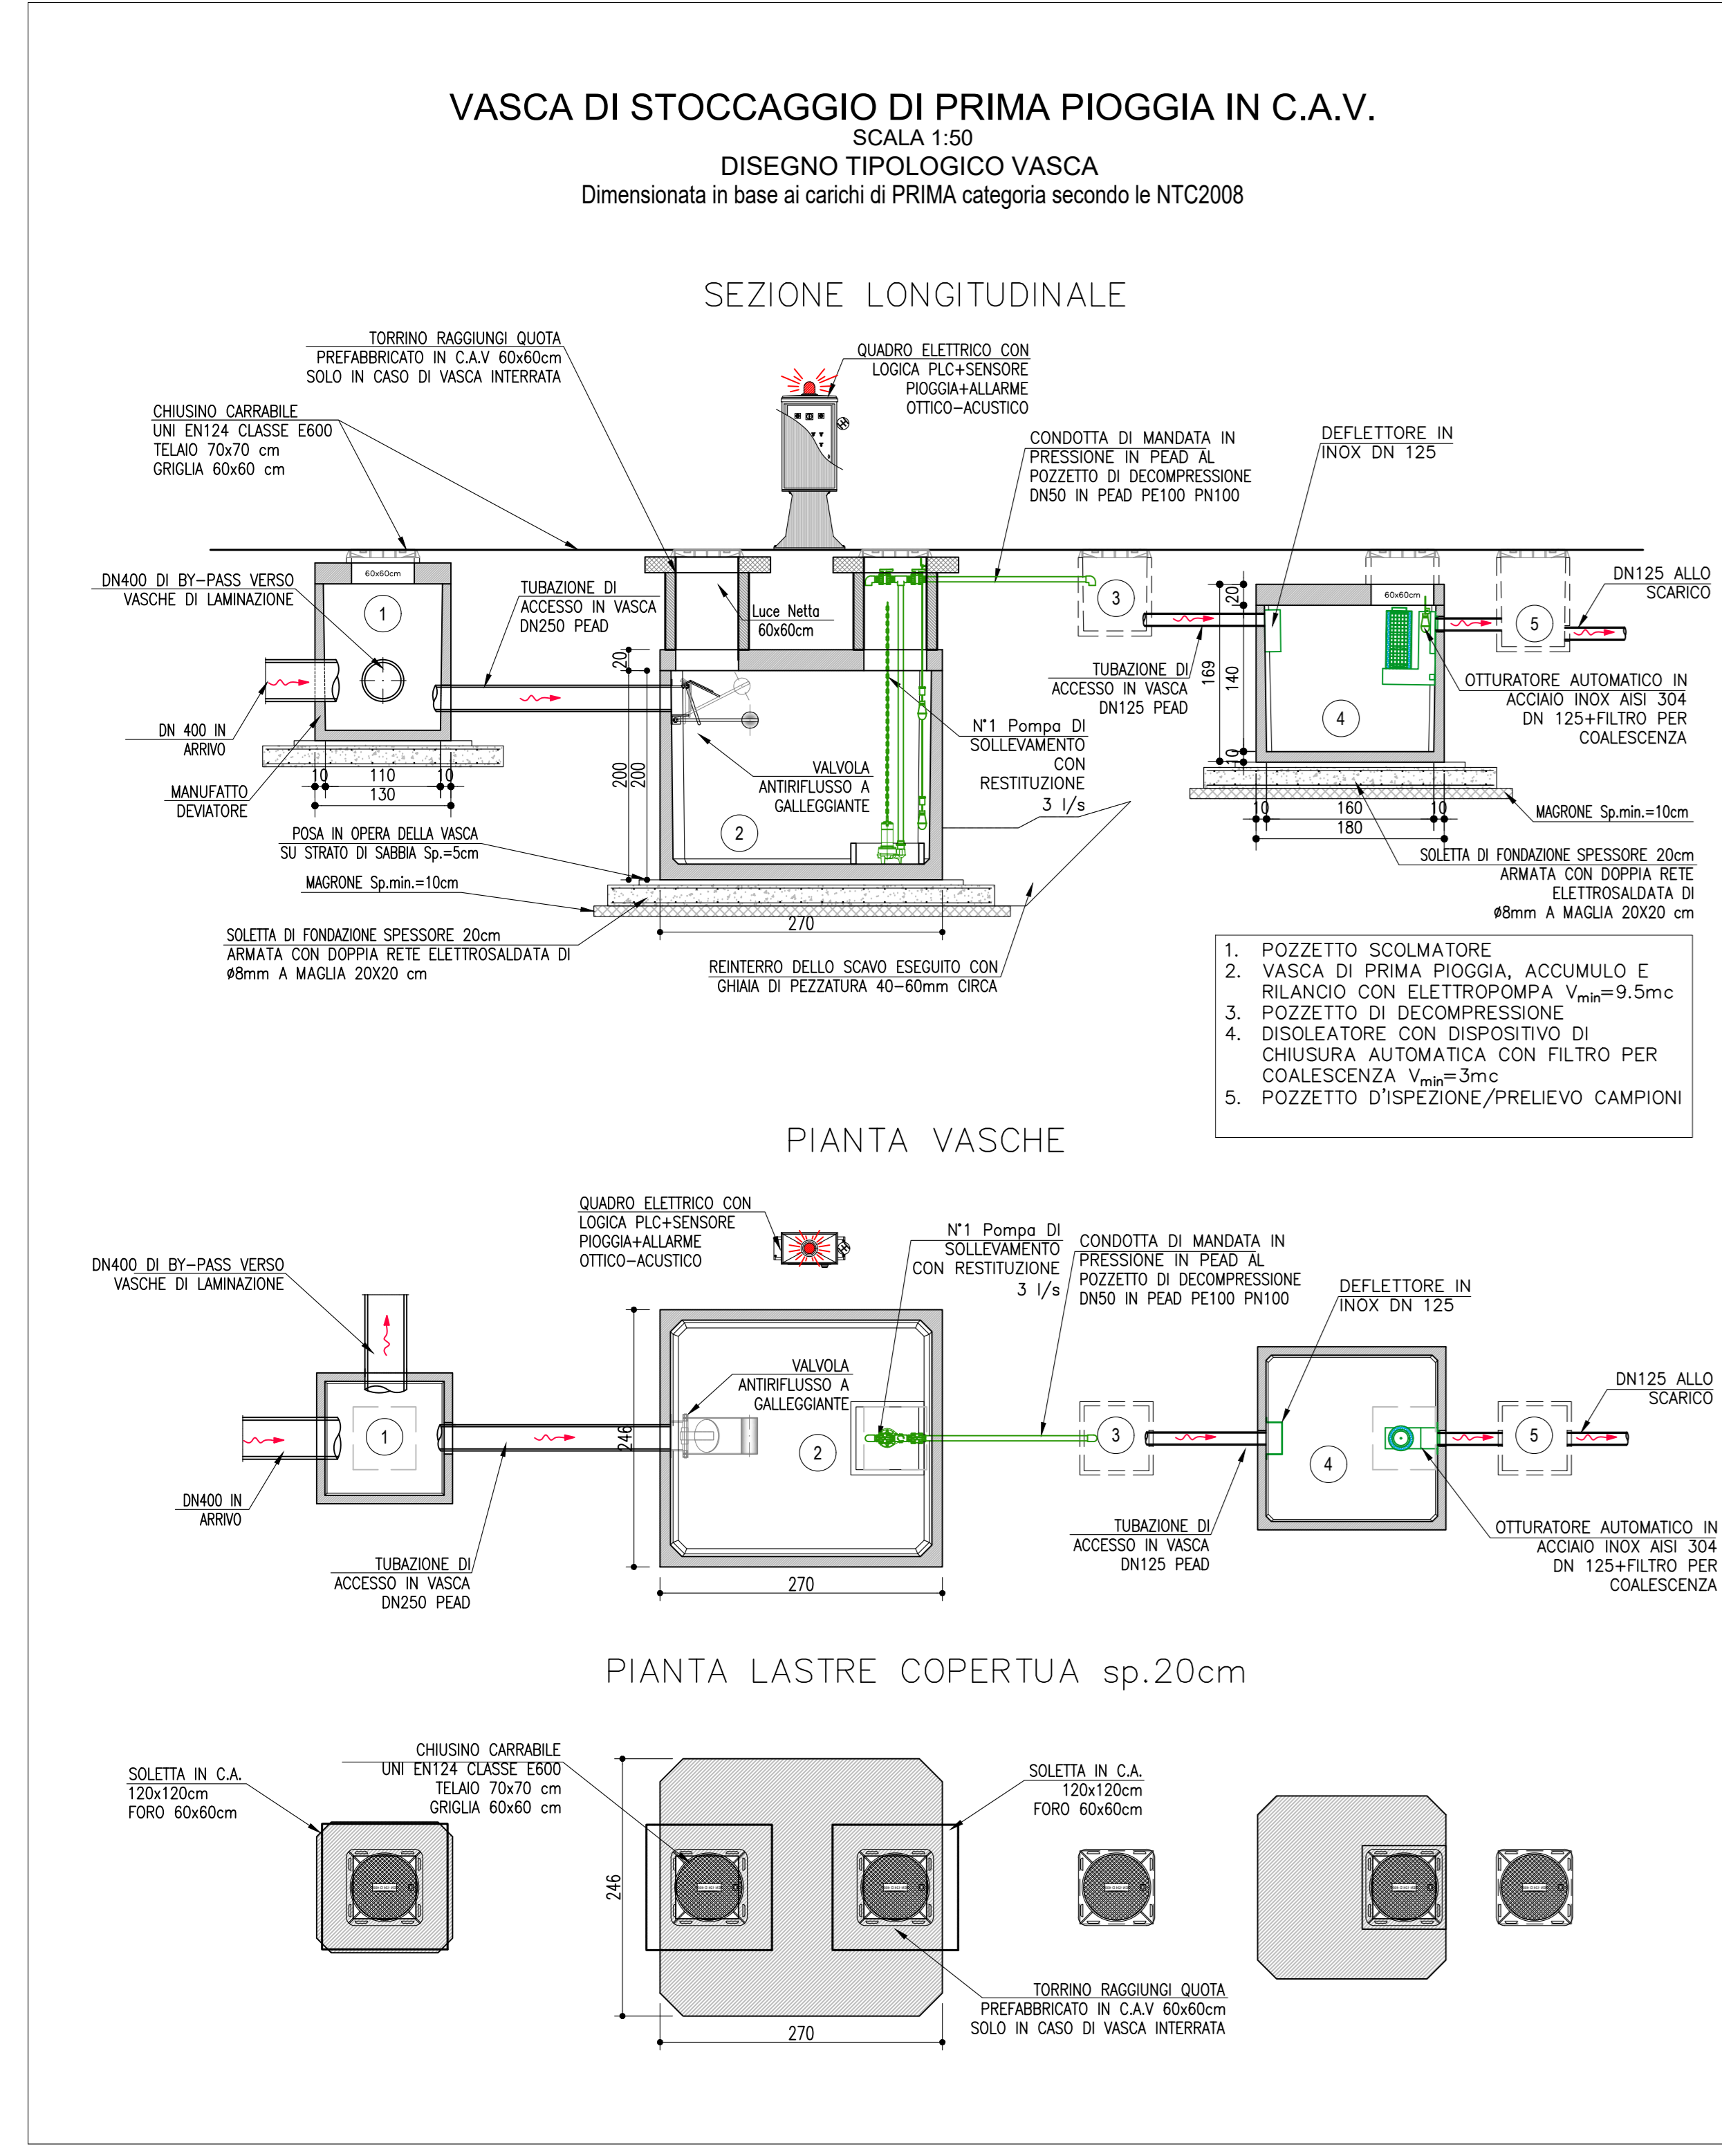 VASCA DI STOCCAGGIO DI PRIMA PIOGGIA IN C.A.V.
SCALA 1:50
DISEGNO TIPOLOGICO VASCA
Dimensionata in base ai carichi di PRIMA categoria secondo le NTC2008
SEZIONE LONGITUDINALE
TORRINO RAGGIUNGI QUOTA
PREFABBRICATO IN C.A.V 60x60cm
SOLO IN CASO DI VASCA INTERRATA
QUADRO ELETTRICO CON
LOGICA PLC+SENSORE
PIOGGIA+ALLARME
OTTICO-ACUSTICO
CHIUSINO CARRABILE
UNI EN124 CLASSE E600
TELAIO 70x70 cm
GRIGLIA 60x60 cm
CONDOTTA DI MANDATA IN
PRESSIONE IN PEAD AL
POZZETTO DI DECOMPRESSIONE
DN50 IN PEAD PE100 PN100
DEFLETTORE IN
INOX DN 125
DN400 DI BY-PASS VERSO
VASCHE DI LAMINAZIONE
60x60cm
1
TUBAZIONE DI
ACCESSO IN VASCA
DN250 PEAD
Luce Netta
60x60cm
3
60x60cm
5
DN125 ALLO
SCARICO
20
20
169
140
10
TUBAZIONE DI
ACCESSO IN VASCA
DN125 PEAD
4
OTTURATORE AUTOMATICO IN
ACCIAIO INOX AISI 304
DN 125+FILTRO PER
COALESCENZA
DN 400 IN
ARRIVO
MANUFATTO
DEVIATORE
10
110
10
130
200
200
VALVOLA
ANTIRIFLUSSO A
GALLEGGIANTE
2
N°1 Pompa DI
SOLLEVAMENTO
CON
RESTITUZIONE
3 l/s
10
160
10
180
MAGRONE Sp.min.=10cm
POSA IN OPERA DELLA VASCA
SU STRATO DI SABBIA Sp.=5cm
MAGRONE Sp.min.=10cm
SOLETTA DI FONDAZIONE SPESSORE 20cm
ARMATA CON DOPPIA RETE
ELETTROSALDATA DI
ø8mm A MAGLIA 20X20 cm
270
SOLETTA DI FONDAZIONE SPESSORE 20cm
ARMATA CON DOPPIA RETE ELETTROSALDATA DI
ø8mm A MAGLIA 20X20 cm
REINTERRO DELLO SCAVO ESEGUITO CON
GHIAIA DI PEZZATURA 40-60mm CIRCA
1. POZZETTO SCOLMATORE
2. VASCA DI PRIMA PIOGGIA, ACCUMULO E
RILANCIO CON ELETTROPOMPA Vmin=9.5mc
3. POZZETTO DI DECOMPRESSIONE
4. DISOLEATORE CON DISPOSITIVO DI
CHIUSURA AUTOMATICA CON FILTRO PER
COALESCENZA Vmin=3mc
5. POZZETTO D'ISPEZIONE/PRELIEVO CAMPIONI
PIANTA VASCHE
QUADRO ELETTRICO CON
LOGICA PLC+SENSORE
PIOGGIA+ALLARME
OTTICO-ACUSTICO
N°1 Pompa DI
SOLLEVAMENTO
CON RESTITUZIONE
3 l/s
CONDOTTA DI MANDATA IN
PRESSIONE IN PEAD AL
POZZETTO DI DECOMPRESSIONE
DN50 IN PEAD PE100 PN100
DN400 DI BY-PASS VERSO
VASCHE DI LAMINAZIONE
DEFLETTORE IN
INOX DN 125
VALVOLA
ANTIRIFLUSSO A
GALLEGGIANTE
DN125 ALLO
SCARICO
1
246
2
3
4
5
DN400 IN
ARRIVO
TUBAZIONE DI
ACCESSO IN VASCA
DN250 PEAD
270
TUBAZIONE DI
ACCESSO IN VASCA
DN125 PEAD
OTTURATORE AUTOMATICO IN
ACCIAIO INOX AISI 304
DN 125+FILTRO PER
COALESCENZA
PIANTA LASTRE COPERTUA sp.20cm
SOLETTA IN C.A.
120x120cm
FORO 60x60cm
CHIUSINO CARRABILE
UNI EN124 CLASSE E600
TELAIO 70x70 cm
GRIGLIA 60x60 cm
SOLETTA IN C.A.
120x120cm
FORO 60x60cm
246
270
TORRINO RAGGIUNGI QUOTA
PREFABBRICATO IN C.A.V 60x60cm
SOLO IN CASO DI VASCA INTERRATA